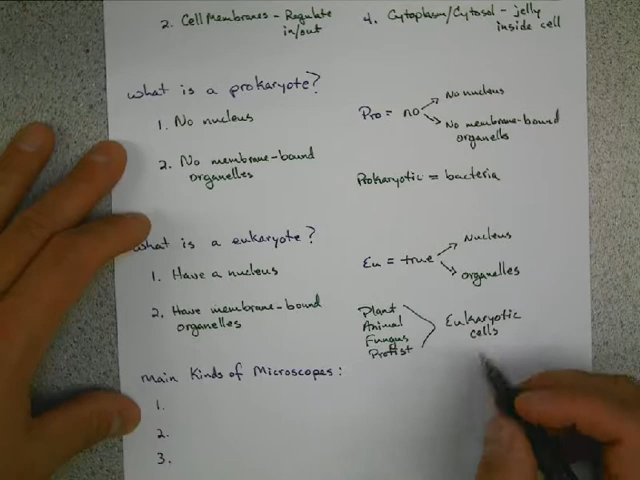 2. Cell Membranes - Regulate
in/out
4. Cytoplasm/Cytosol - jelly
inside cell
What is a prokaryote?
1. No nucleus
2. No membrane-bound
organelles
Pro = no
No nucleus
No membrane-bound
organelles
Prokaryotic = bacteria
What is a eukaryote?
1. Have a nucleus
2. Have membrane-bound
organelles
Eu = true
Nucleus
organelles
Plant
Animal
Fungus
Protist
Eukaryotic
cells
Main Kinds of Microscopes:
1.
2.
3.